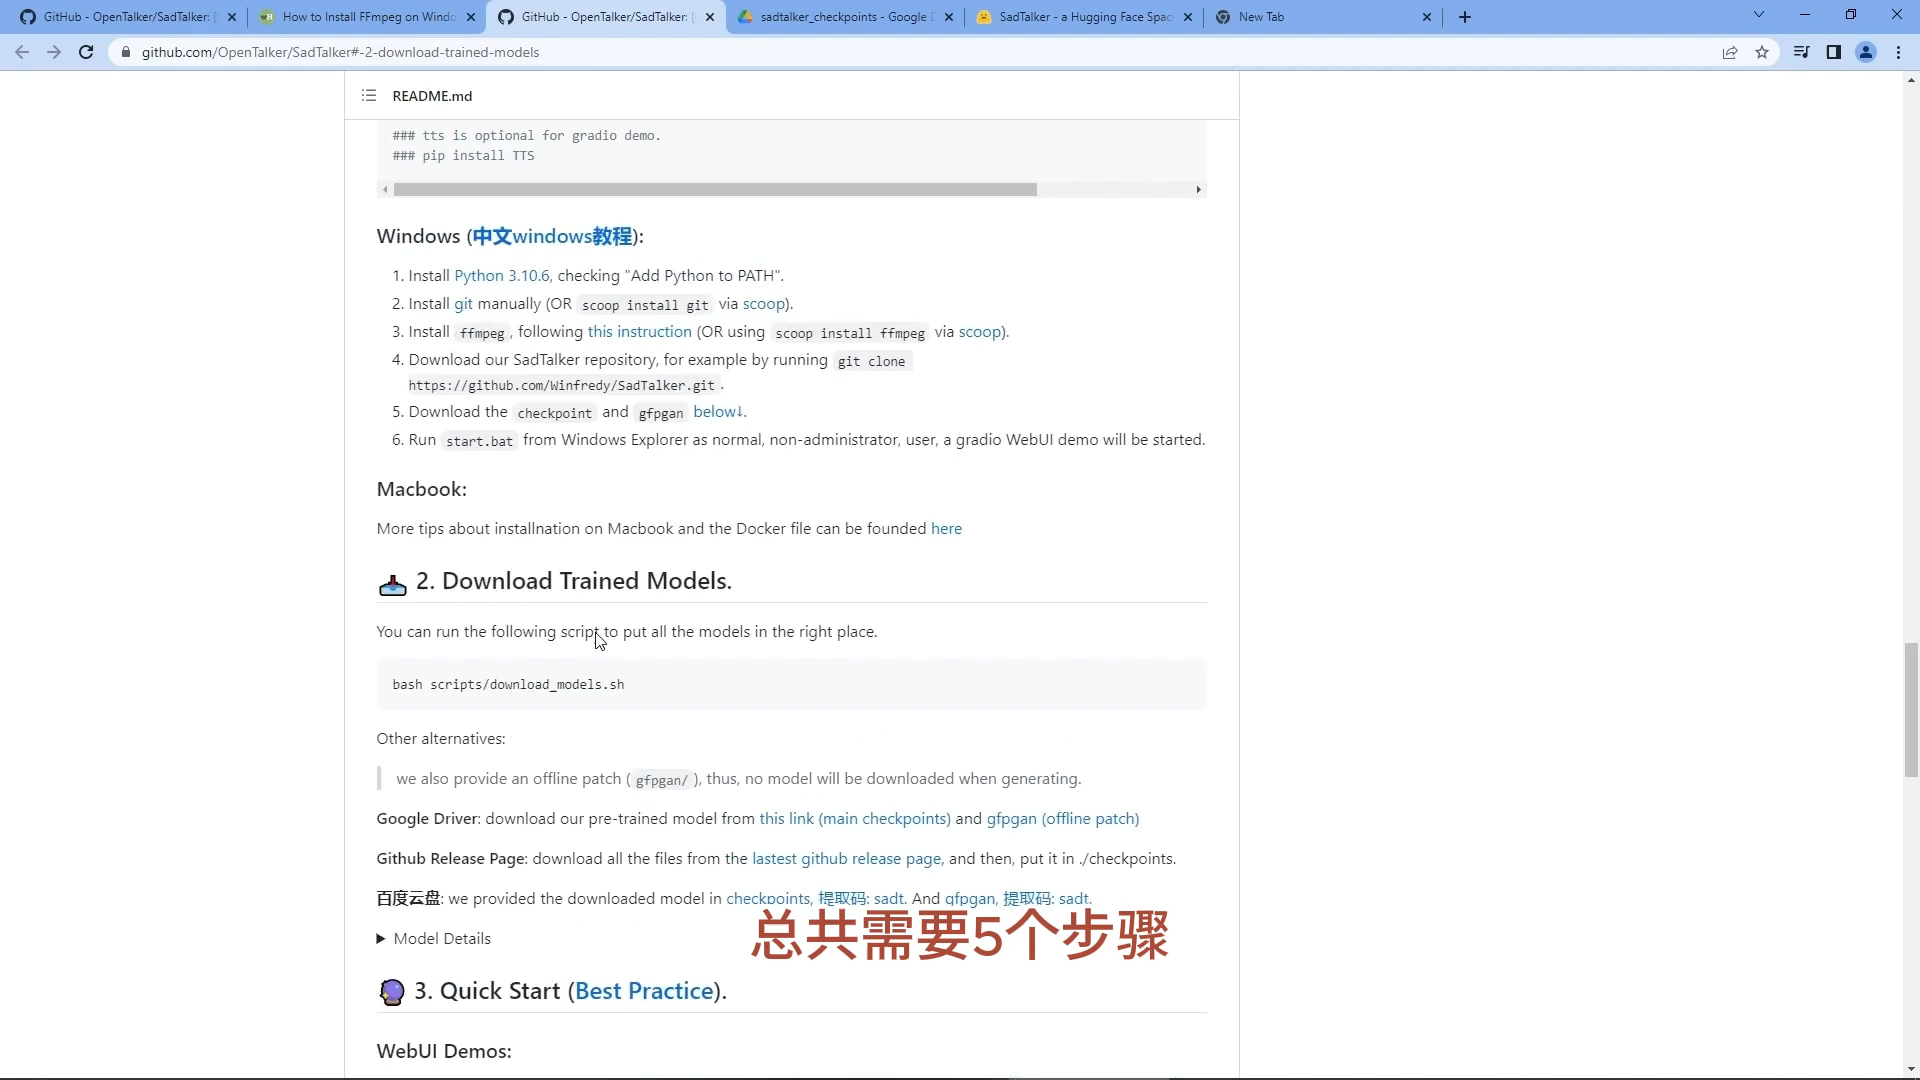 GitHub - OpenTalker/SadTalker: [
How to Install FFmpeg on Windo
GitHub - OpenTalker/SadTalker: [
sadtalker_checkpoints - Google D
SadTalker - a Hugging Face Spac
New Tab
github.com/OpenTalker/SadTalker#-2-download-trained-models
README.md
### tts is optional for gradio demo.
### pip install TTS
Windows (中文windows教程):
1. Install Python 3.10.6, checking "Add Python to PATH".
2. Install git manually (OR scoop install git via scoop).
3. Install ffmpeg, following this instruction (OR using scoop install ffmpeg via scoop).
4. Download our SadTalker repository, for example by running git clone
https://github.com/Winfredy/SadTalker.git .
5. Download the checkpoint and gfpgan below↓.
6. Run start.bat from Windows Explorer as normal, non-administrator, user, a gradio WebUI demo will be started.
Macbook:
More tips about installnation on Macbook and the Docker file can be founded here
2. Download Trained Models.
You can run the following script to put all the models in the right place.
bash scripts/download_models.sh
Other alternatives:
we also provide an offline patch ( gfpgan/ ), thus, no model will be downloaded when generating.
Google Driver: download our pre-trained model from this link (main checkpoints) and gfpgan (offline patch)
Github Release Page: download all the files from the lastest github release page, and then, put it in ./checkpoints.
百度云盘: we provided the downloaded model in checkpoints, 提取码: sadt. And gfpgan, 提取码: sadt.
总共需要5个步骤
Model Details
3. Quick Start (Best Practice).
WebUI Demos: